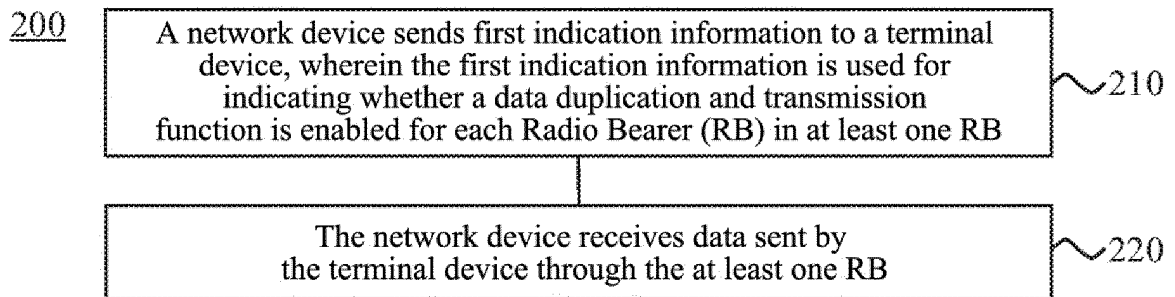 200
A network device sends first indication information to a terminal
device, wherein the first indication information is used for
indicating whether a data duplication and transmission
function is enabled for each Radio Bearer (RB) in at least one RB
210
The network device receives data sent by
the terminal device through the at least one RB
220